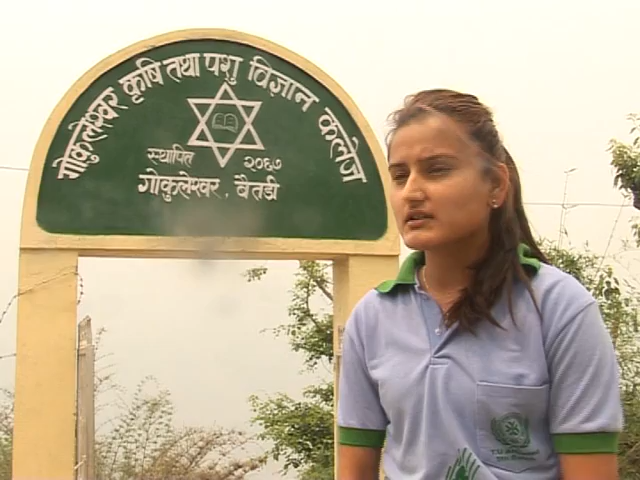 गोकुलेश्वर कृषि तथा पशु विज्ञान कलेज
स्थापित २०६७
गोकुलेश्वर, बैतडी